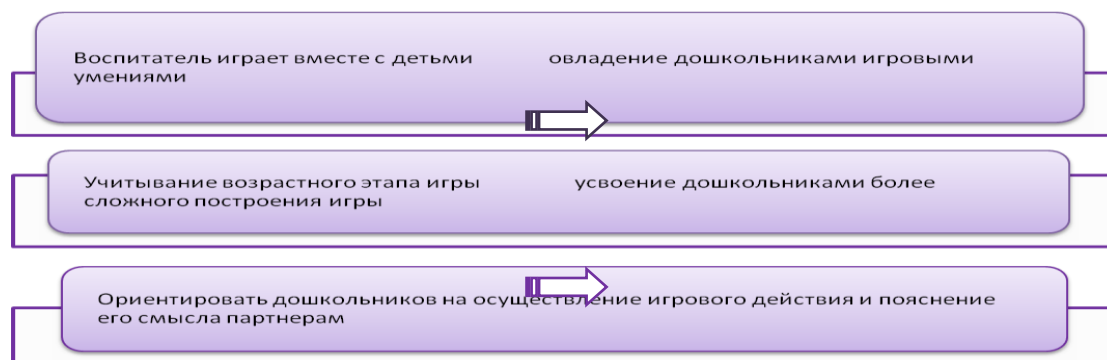 Воспитатель играет вместе с детьми овладение дошкольниками игровыми
умениями
Учитывание возрастного этапа игры усвоение дошкольниками более
сложного построения игры
Ориентировать дошкольников на осуществление игрового действия и пояснение
его смысла партнерам